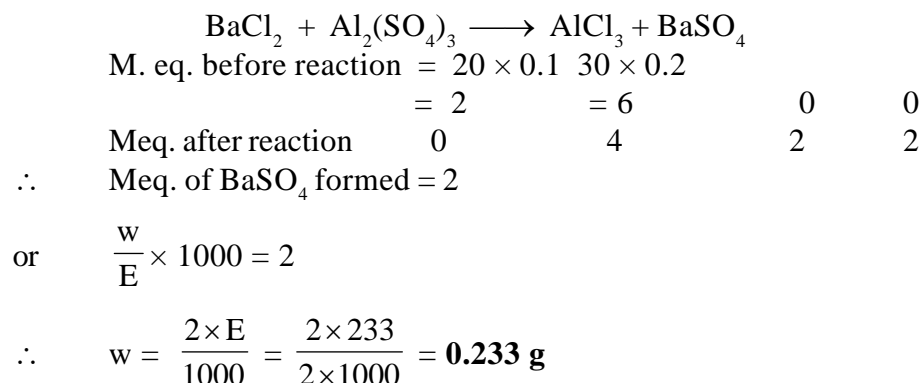 BaCl₂ + Al₂(SO₄)₃ ⟶ AlCl₃ + BaSO₄
M. eq. before reaction = 20 × 0.1 30 × 0.2
= 2 = 6 0 0
Meq. after reaction 0 4 2 2
∴ Meq. of BaSO₄ formed = 2
or w/E × 1000 = 2
∴ w = 2×E/1000 = 2×233/2×1000 = 0.233 g